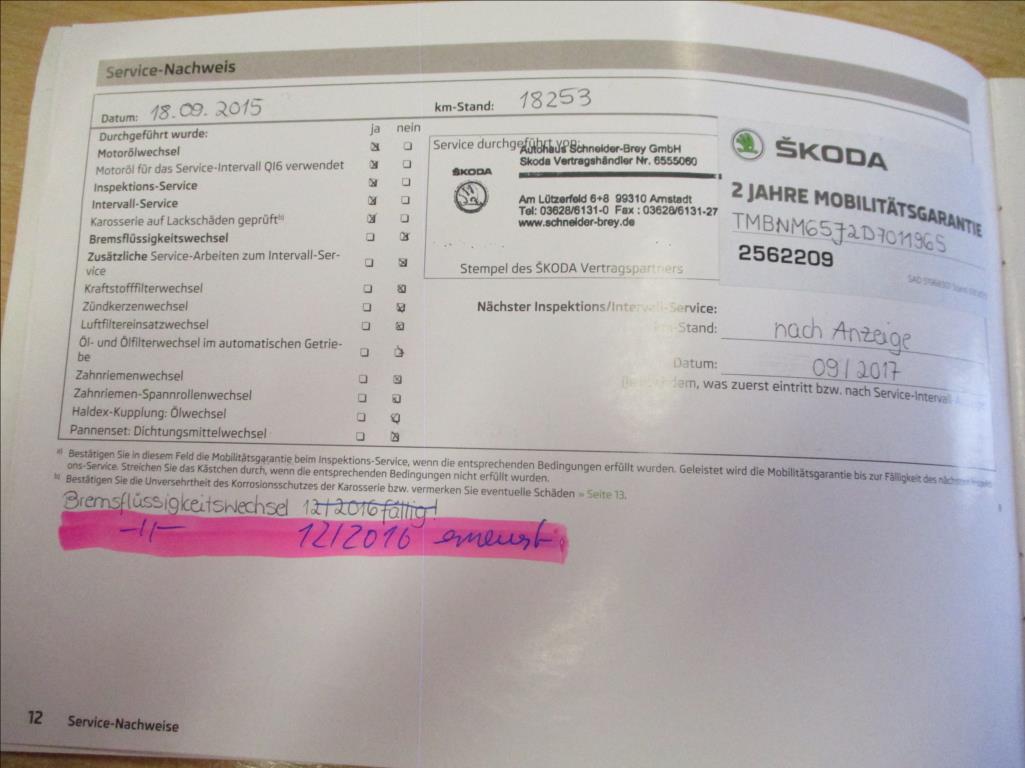 Service-Nachweis
Datum: 18.09.2015
km-Stand: 18253
Durchgeführt wurde:
ja nein
Motorölwechsel
Motoröl für das Service-Intervall QI6 verwendet
Inspektions-Service
Intervall-Service
Karosserie auf Lackschäden geprüft b)
Bremsflüssigkeitswechsel
Zusätzliche Service-Arbeiten zum Intervall-Ser-
vice
Kraftstofffilterwechsel
Zündkerzenwechsel
Luftfiltereinsatzwechsel
Öl- und Ölfilterwechsel im automatischen Getrie-
be
Zahnriemenwechsel
Zahnriemen-Spannrollenwechsel
Haldex-Kupplung: Ölwechsel
Pannenset: Dichtungsmittelwechsel
Service durchgeführt von:
ŠKODA
Autohaus Schneider-Brey GmbH
Skoda Vertragshändler Nr. 6555060
Am Lützerfeld 6+8 99310 Arnstadt
Tel: 03628/6131-0 Fax : 03628/6131-27
www.schneider-brey.de
Stempel des ŠKODA Vertragspartners
ŠKODA
2 JAHRE MOBILITÄTSGARANTIE
TMBNM65J2D7011965
2562209
Nächster Inspektions/Intervall-Service:
km-Stand: nach Anzeige
Datum: 09/2017
was zuerst eintritt bzw. nach Service-Intervall-
a) Bestätigen Sie in diesem Feld die Mobilitätsgarantie beim Inspektions-Service, wenn die entsprechenden Bedingungen erfüllt wurden. Geleistet wird die Mobilitätsgarantie bis zur Fälligkeit des nächsten
ons-Service. Streichen Sie das Kästchen durch, wenn die entsprechenden Bedingungen nicht erfüllt wurden.
b) Bestätigen Sie die Unversehrtheit des Korrosionsschutzes der Karosserie bzw. vermerken Sie eventuelle Schäden » Seite 13.
Bremsflüssigkeitswechsel 12/2016 fällig!
-//- 12/2016 erneuert.
12 Service-Nachweise